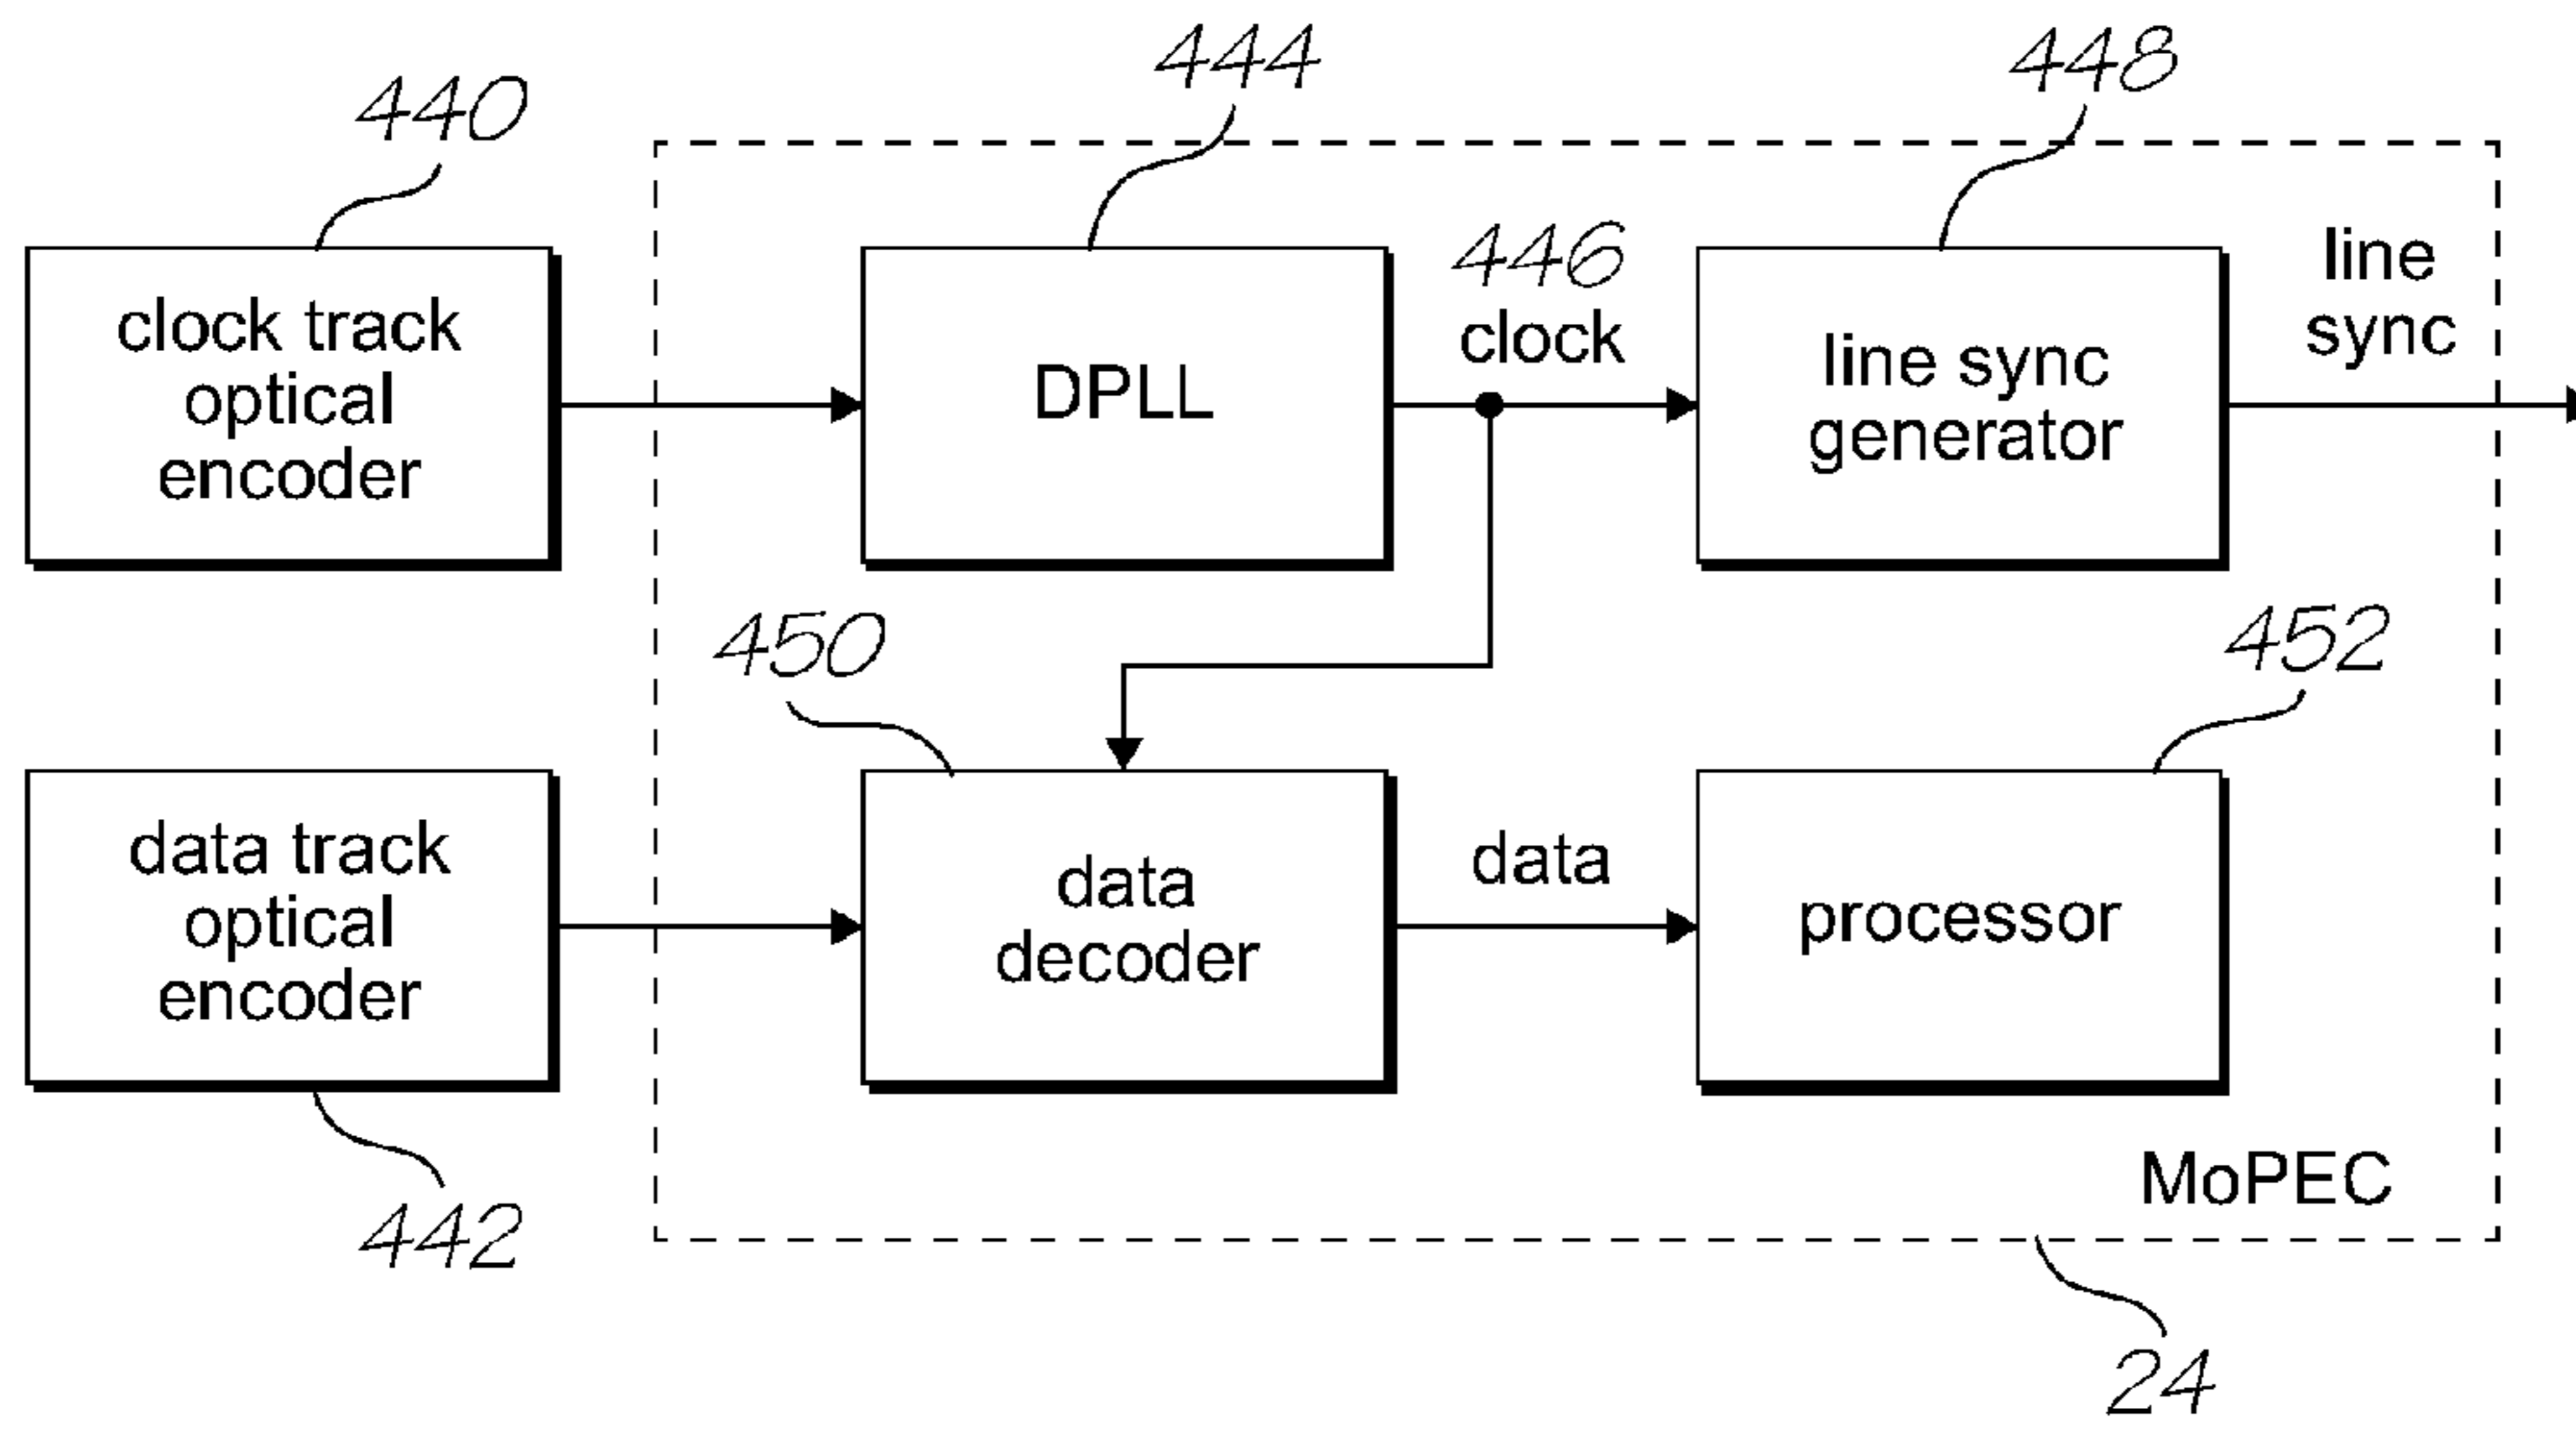 440
444
448
clock track
optical
encoder
DPLL
446
clock
line sync
generator
line
sync
450
452
data track
optical
encoder
data
decoder
data
processor
MoPEC
442
24